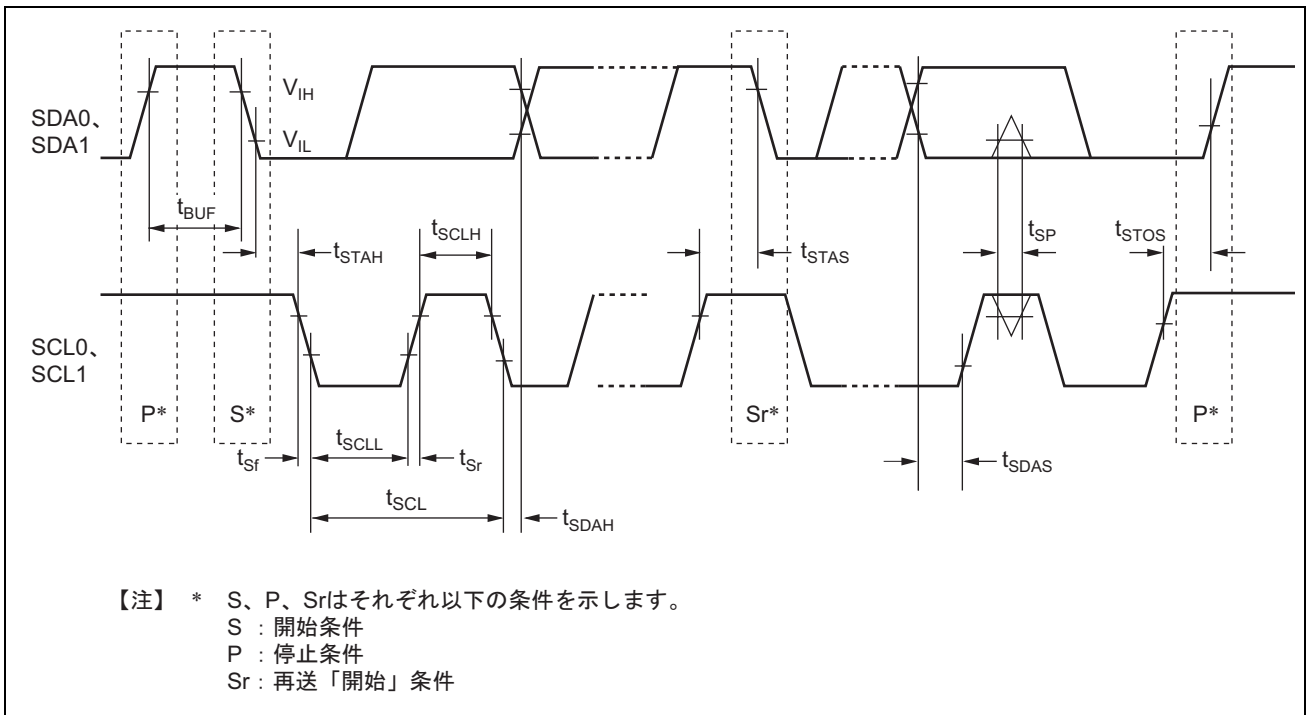 SDA0、
SDA1
V_IH
V_IL
t_BUF
t_STAH
t_SCLH
t_STAS
t_SP
t_STOS
SCL0、
SCL1
P*
S*
Sr*
P*
t_Sf
t_SCLL
t_Sr
t_SDAS
t_SCL
t_SDAH
【注】 * S、P、Srはそれぞれ以下の条件を示します。
S : 開始条件
P : 停止条件
Sr : 再送「開始」条件